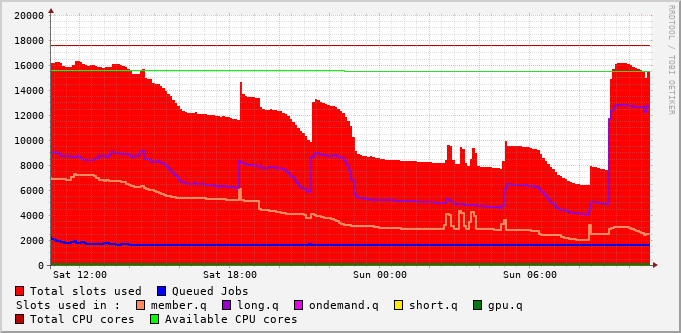 RRDTOOL / TOBI OETIKER
20000
18000
16000
14000
12000
10000
8000
6000
4000
2000
0
Sat 12:00 Sat 18:00 Sun 00:00 Sun 06:00
Total slots used Queued Jobs
Slots used in : member.q long.q ondemand.q short.q gpu.q
Total CPU cores Available CPU cores